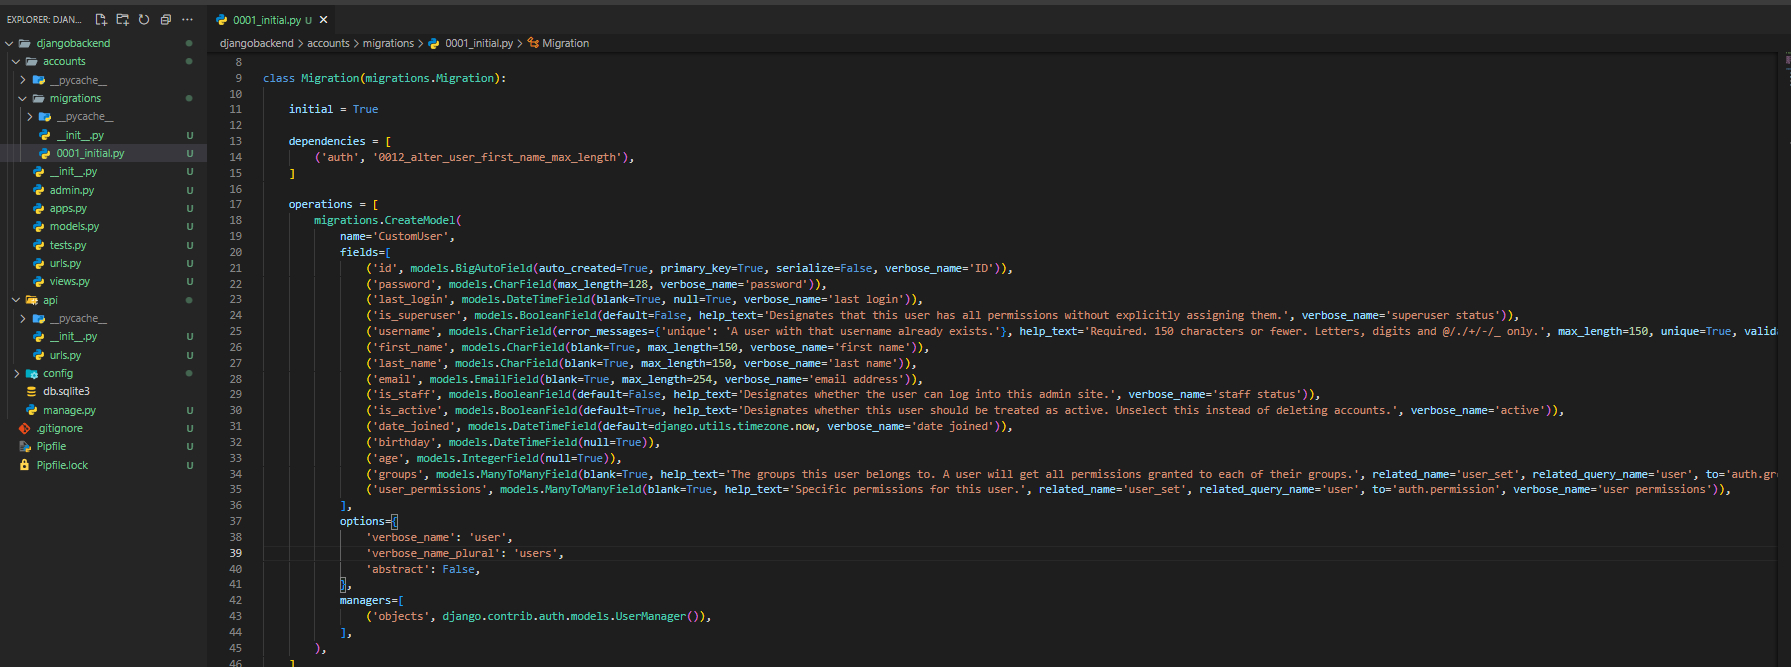 EXPLORER: DJAN...
0001_initial.py U
djangobackend
accounts
__pycache__
migrations
__pycache__
__init__.py U
0001_initial.py U
__init__.py U
admin.py U
apps.py U
models.py U
tests.py U
urls.py U
views.py U
api
__pycache__
__init__.py U
urls.py U
config
db.sqlite3
manage.py U
.gitignore U
Pipfile U
Pipfile.lock U
djangobackend > accounts > migrations > 0001_initial.py > Migration
8
9 class Migration(migrations.Migration):
10
11 initial = True
12
13 dependencies = [
14 ('auth', '0012_alter_user_first_name_max_length'),
15 ]
16
17 operations = [
18 migrations.CreateModel(
19 name='CustomUser',
20 fields=[
21 ('id', models.BigAutoField(auto_created=True, primary_key=True, serialize=False, verbose_name='ID')),
22 ('password', models.CharField(max_length=128, verbose_name='password')),
23 ('last_login', models.DateTimeField(blank=True, null=True, verbose_name='last login')),
24 ('is_superuser', models.BooleanField(default=False, help_text='Designates that this user has all permissions without explicitly assigning them.', verbose_name='superuser status')),
25 ('username', models.CharField(error_messages={'unique': 'A user with that username already exists.'}, help_text='Required. 150 characters or fewer. Letters, digits and @/./+/-/_ only.', max_length=150, unique=True, valida
26 ('first_name', models.CharField(blank=True, max_length=150, verbose_name='first name')),
27 ('last_name', models.CharField(blank=True, max_length=150, verbose_name='last name')),
28 ('email', models.EmailField(blank=True, max_length=254, verbose_name='email address')),
29 ('is_staff', models.BooleanField(default=False, help_text='Designates whether the user can log into this admin site.', verbose_name='staff status')),
30 ('is_active', models.BooleanField(default=True, help_text='Designates whether this user should be treated as active. Unselect this instead of deleting accounts.', verbose_name='active')),
31 ('date_joined', models.DateTimeField(default=django.utils.timezone.now, verbose_name='date joined')),
32 ('birthday', models.DateTimeField(null=True)),
33 ('age', models.IntegerField(null=True)),
34 ('groups', models.ManyToManyField(blank=True, help_text='The groups this user belongs to. A user will get all permissions granted to each of their groups.', related_name='user_set', related_query_name='user', to='auth.gr
35 ('user_permissions', models.ManyToManyField(blank=True, help_text='Specific permissions for this user.', related_name='user_set', related_query_name='user', to='auth.permission', verbose_name='user permissions')),
36 ],
37 options={
38 'verbose_name': 'user',
39 'verbose_name_plural': 'users',
40 'abstract': False,
41 },
42 managers=[
43 ('objects', django.contrib.auth.models.UserManager()),
44 ],
45 ),
46 ]